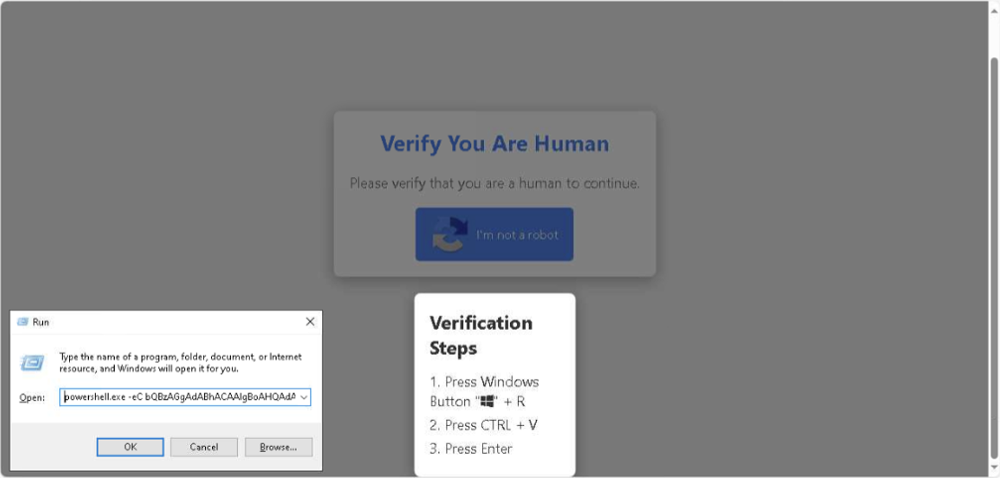 Verify You Are Human
Please verify that you are a human to continue.
I'm not a robot
Verification
Steps
1. Press Windows
Button "" + R
2. Press CTRL + V
3. Press Enter
Run
Type the name of a program, folder, document, or Internet
resource, and Windows will open it for you.
Open: powershell.exe -eC
OK Cancel Browse...